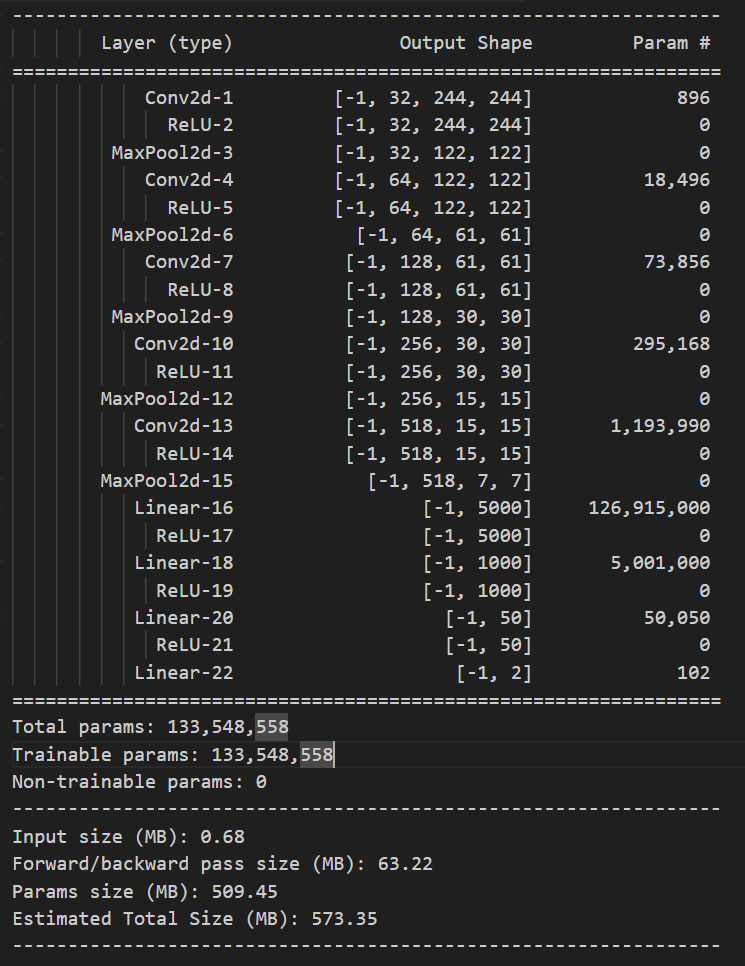 ----------------------------------------------------------------
Layer (type) Output Shape Param #
================================================================
Conv2d-1 [-1, 32, 244, 244] 896
ReLU-2 [-1, 32, 244, 244] 0
MaxPool2d-3 [-1, 32, 122, 122] 0
Conv2d-4 [-1, 64, 122, 122] 18,496
ReLU-5 [-1, 64, 122, 122] 0
MaxPool2d-6 [-1, 64, 61, 61] 0
Conv2d-7 [-1, 128, 61, 61] 73,856
ReLU-8 [-1, 128, 61, 61] 0
MaxPool2d-9 [-1, 128, 30, 30] 0
Conv2d-10 [-1, 256, 30, 30] 295,168
ReLU-11 [-1, 256, 30, 30] 0
MaxPool2d-12 [-1, 256, 15, 15] 0
Conv2d-13 [-1, 518, 15, 15] 1,193,990
ReLU-14 [-1, 518, 15, 15] 0
MaxPool2d-15 [-1, 518, 7, 7] 0
Linear-16 [-1, 5000] 126,915,000
ReLU-17 [-1, 5000] 0
Linear-18 [-1, 1000] 5,001,000
ReLU-19 [-1, 1000] 0
Linear-20 [-1, 50] 50,050
ReLU-21 [-1, 50] 0
Linear-22 [-1, 2] 102
================================================================
Total params: 133,548,558
Trainable params: 133,548,558
Non-trainable params: 0
----------------------------------------------------------------
Input size (MB): 0.68
Forward/backward pass size (MB): 63.22
Params size (MB): 509.45
Estimated Total Size (MB): 573.35
----------------------------------------------------------------